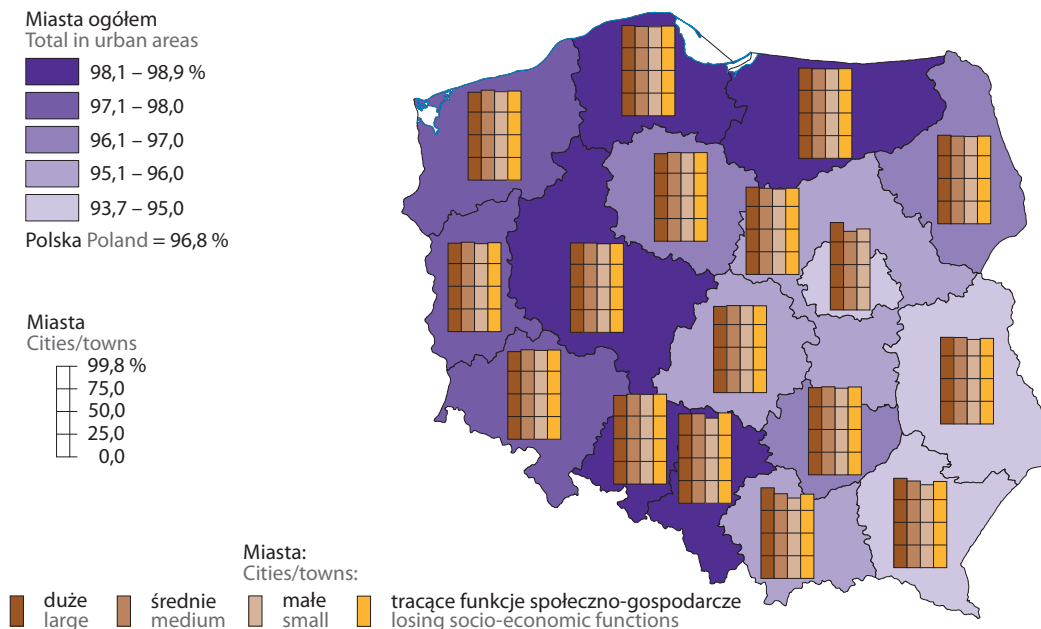 Miasta ogółem
Total in urban areas
98,1 – 98,9 %
97,1 – 98,0
96,1 – 97,0
95,1 – 96,0
93,7 – 95,0
Polska Poland = 96,8 %
Miasta
Cities/towns
99,8 %
75,0
50,0
25,0
0,0
Miasta:
Cities/towns:
duże
large
średnie
medium
małe
small
tracące funkcje społeczno-gospodarcze
losing socio-economic functions